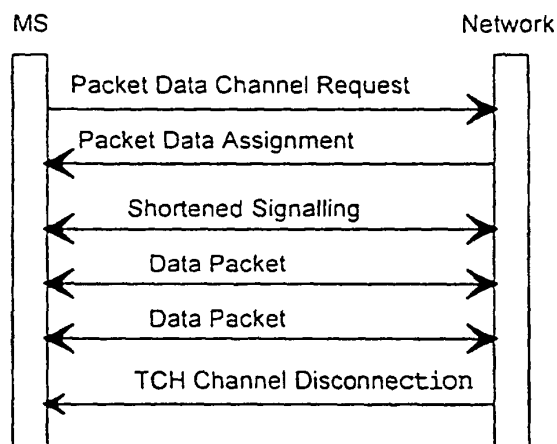 MS Network
Packet Data Channel Request
Packet Data Assignment
Shortened Signalling
Data Packet
Data Packet
TCH Channel Disconnection